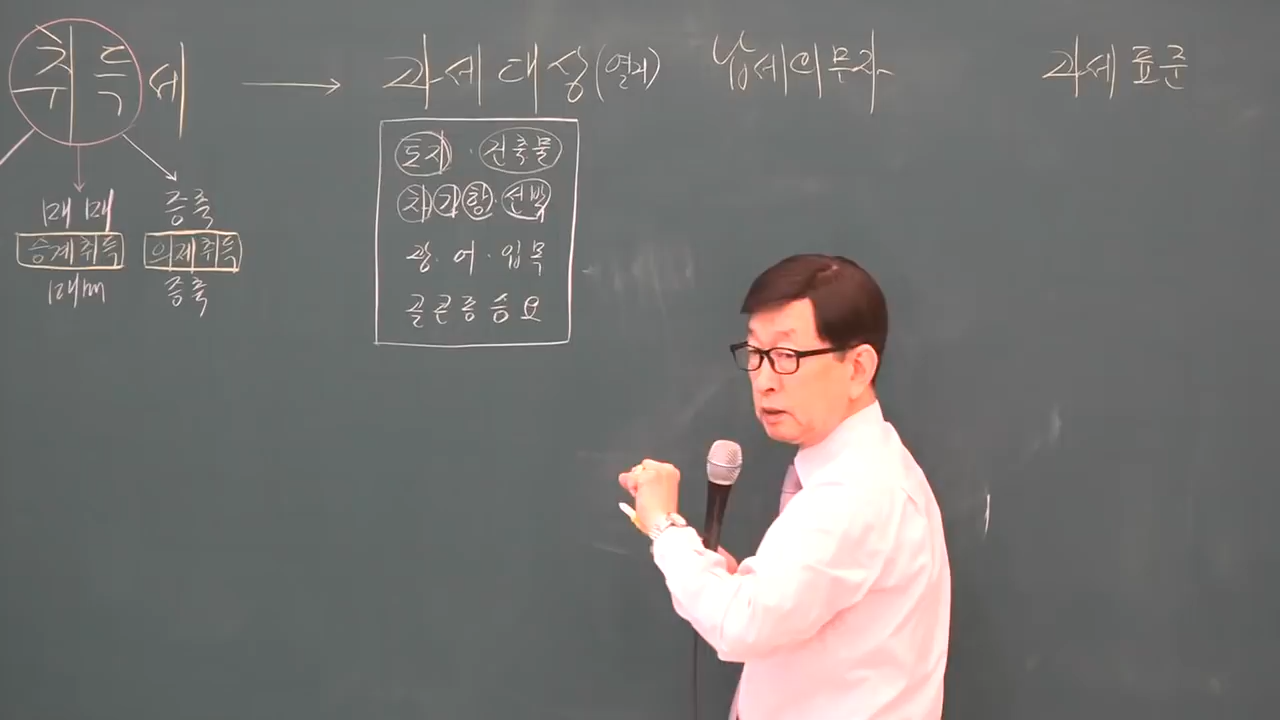 취득세 → 과세대상(열거) 납세의무자 과세표준
토지 · 건축물
차 기 항 · 선박
광 · 어 · 입목
골콘종승요
매매 증축
승계취득 의제취득
매매 증축